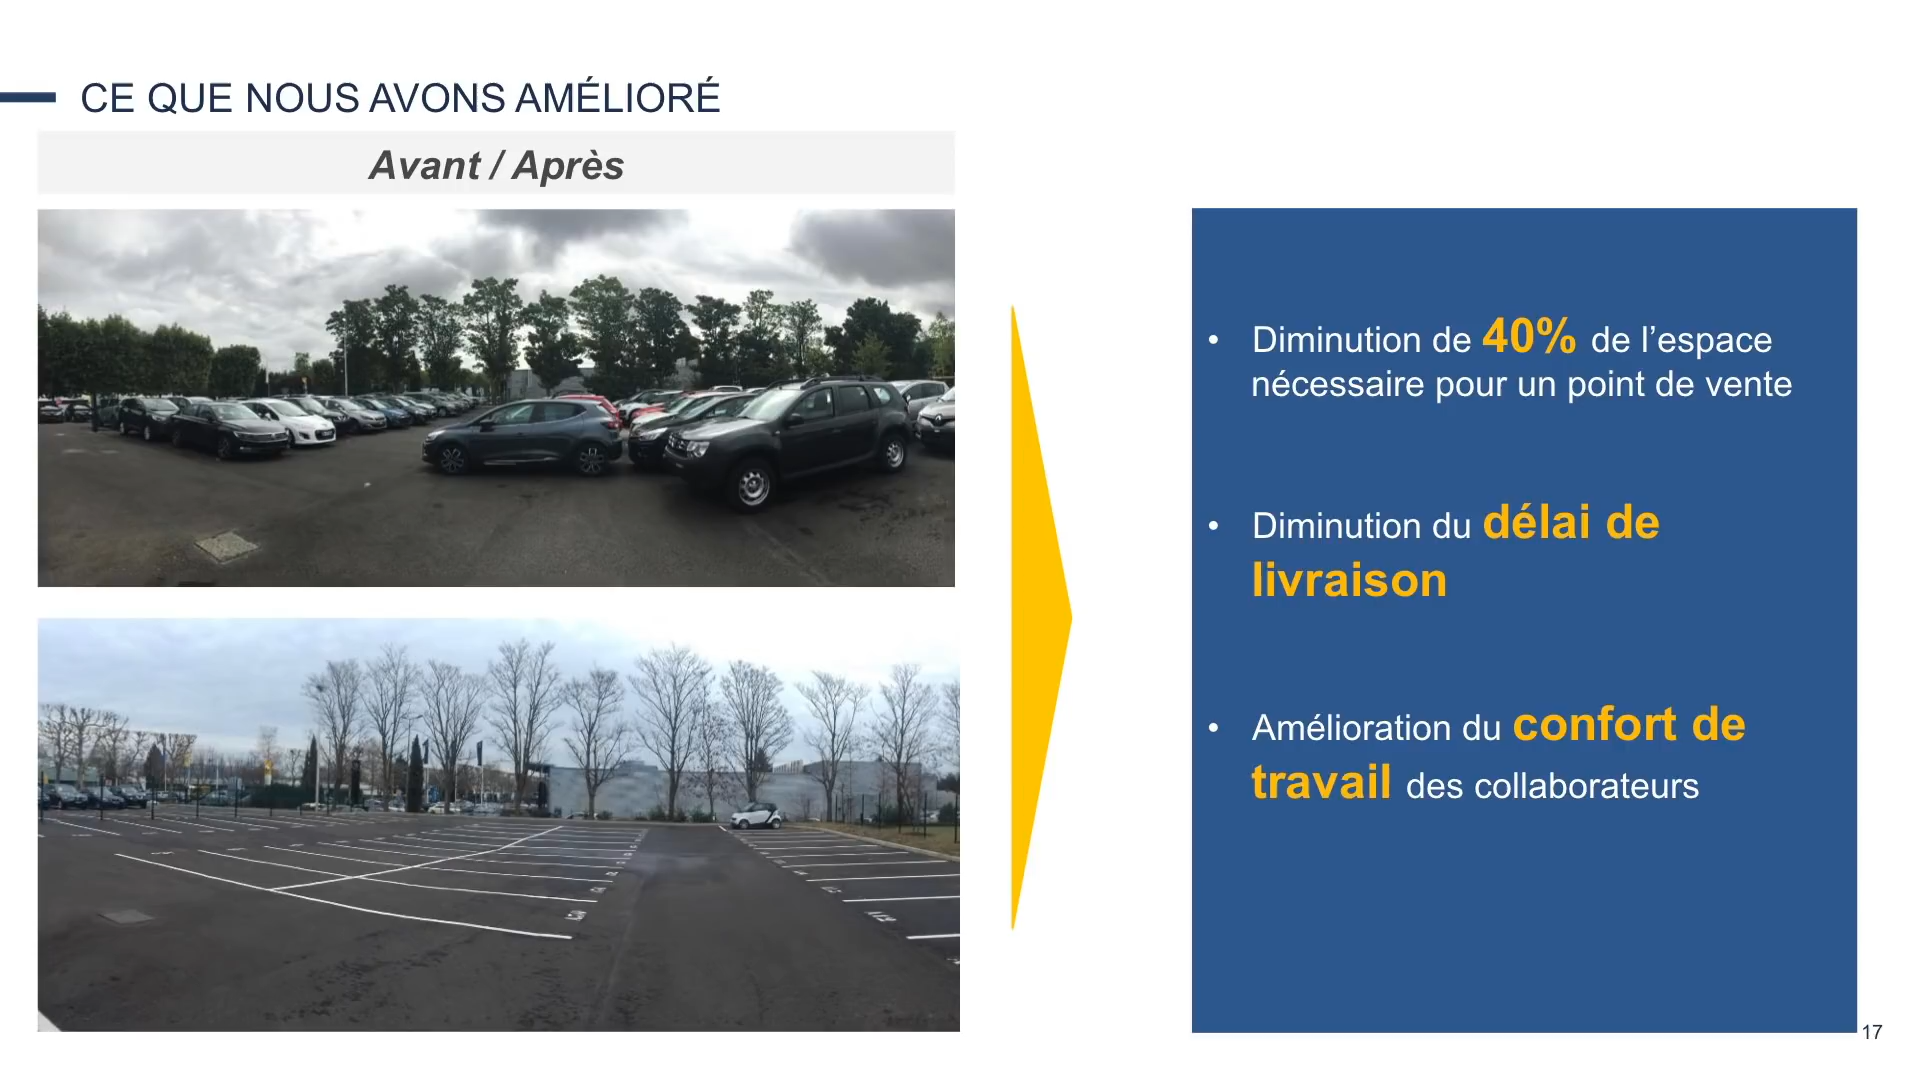 CE QUE NOUS AVONS AMÉLIORÉ
Avant / Après
• Diminution de 40% de l’espace
nécessaire pour un point de vente
• Diminution du délai de
livraison
• Amélioration du confort de
travail des collaborateurs
17